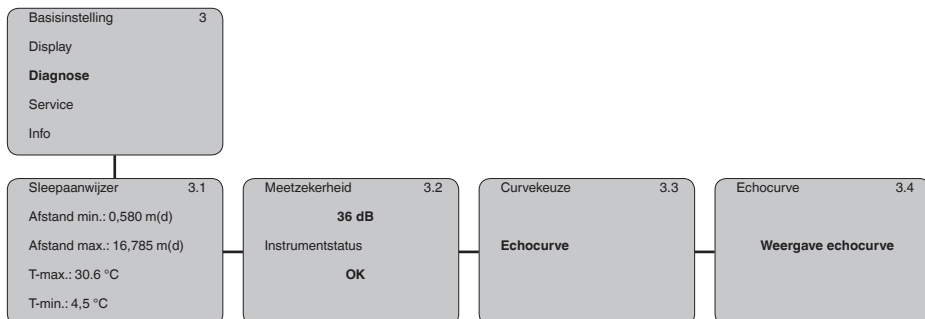 Basisinstelling 3
Display
Diagnose
Service
Info
Sleepaanwijzer 3.1
Afstand min.: 0,580 m(d)
Afstand max.: 16,785 m(d)
T-max.: 30.6 °C
T-min.: 4,5 °C
Meetzekerheid 3.2
36 dB
Instrumentstatus
OK
Curvekeuze 3.3
Echocurve
Echocurve 3.4
Weergave echocurve